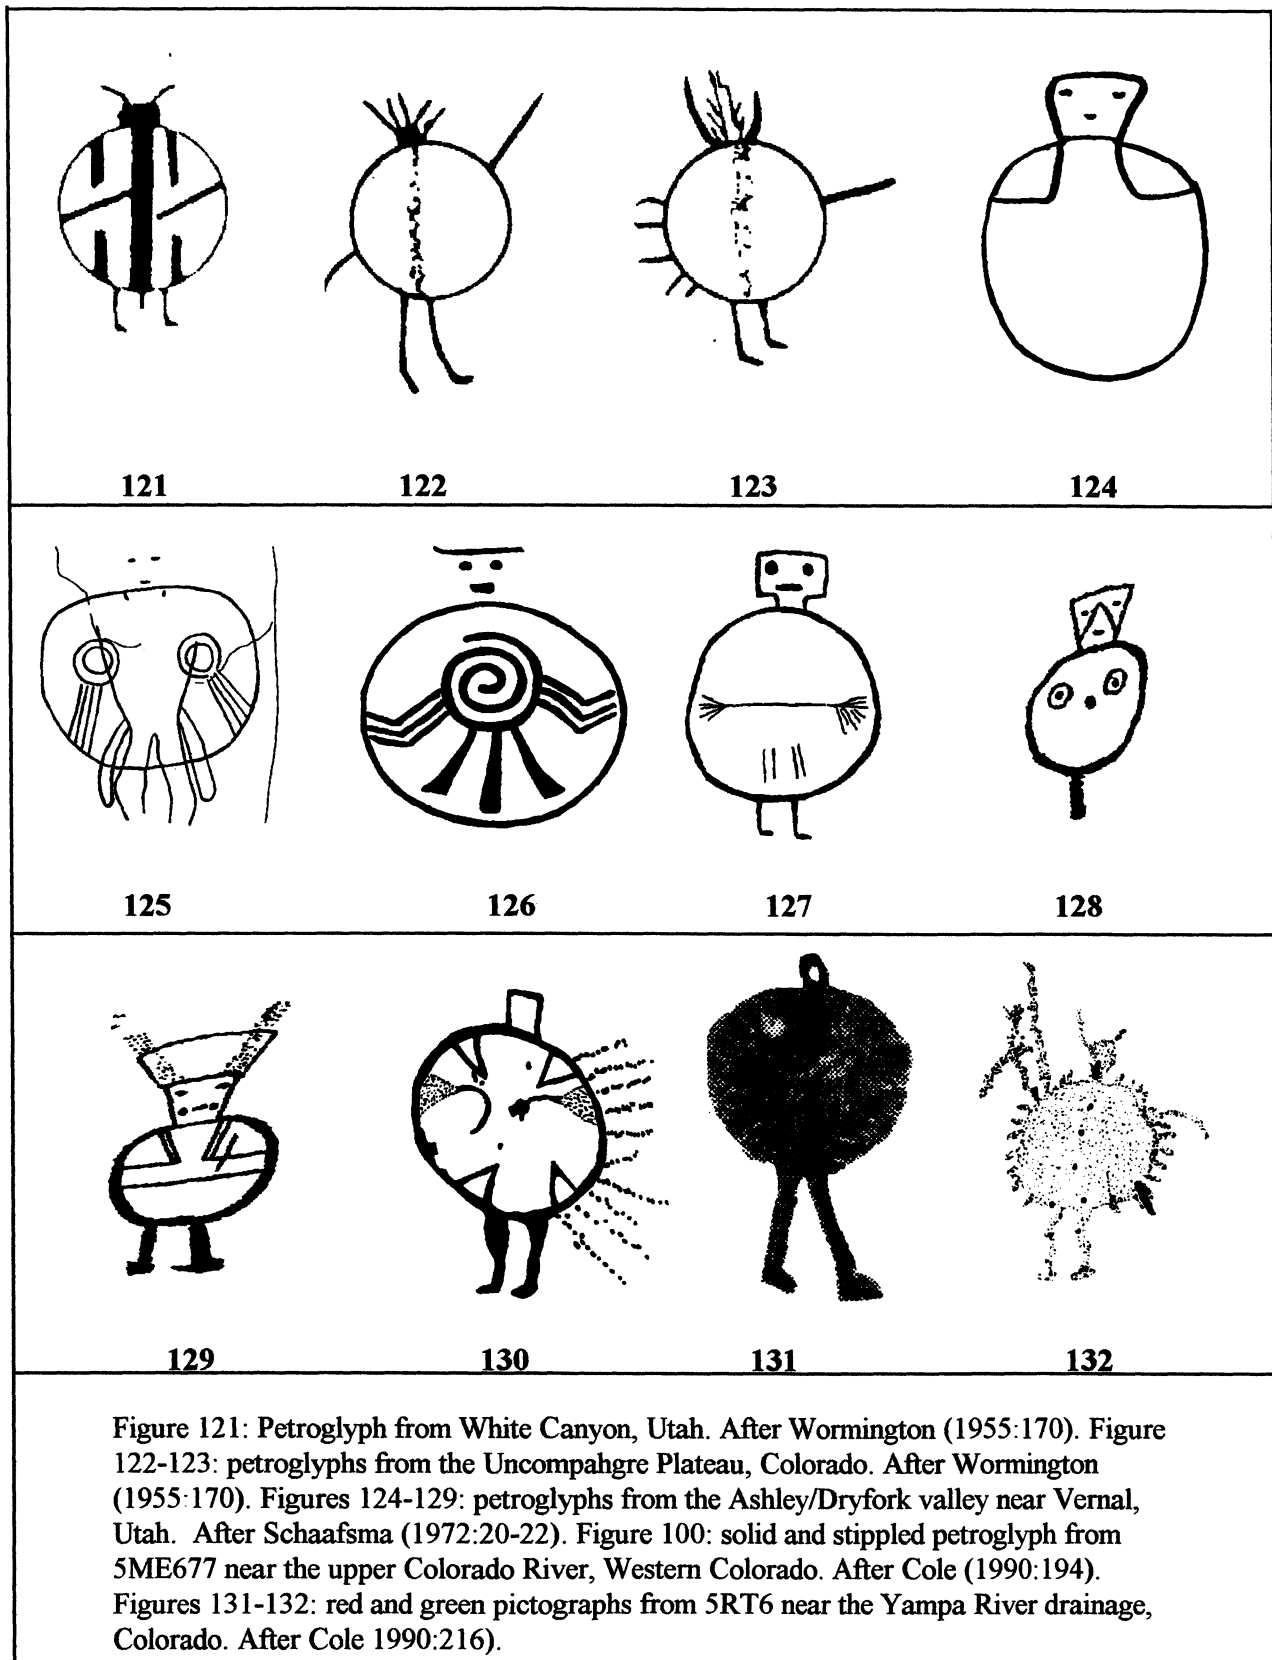 121 122 123 124
125 126 127 128
129 130 131 132
Figure 121: Petroglyph from White Canyon, Utah. After Wormington (1955:170). Figure
122-123: petroglyphs from the Uncompahgre Plateau, Colorado. After Wormington
(1955:170). Figures 124-129: petroglyphs from the Ashley/Dryfork valley near Vernal,
Utah. After Schaafsma (1972:20-22). Figure 100: solid and stippled petroglyph from
5ME677 near the upper Colorado River, Western Colorado. After Cole (1990:194).
Figures 131-132: red and green pictographs from 5RT6 near the Yampa River drainage,
Colorado. After Cole 1990:216).